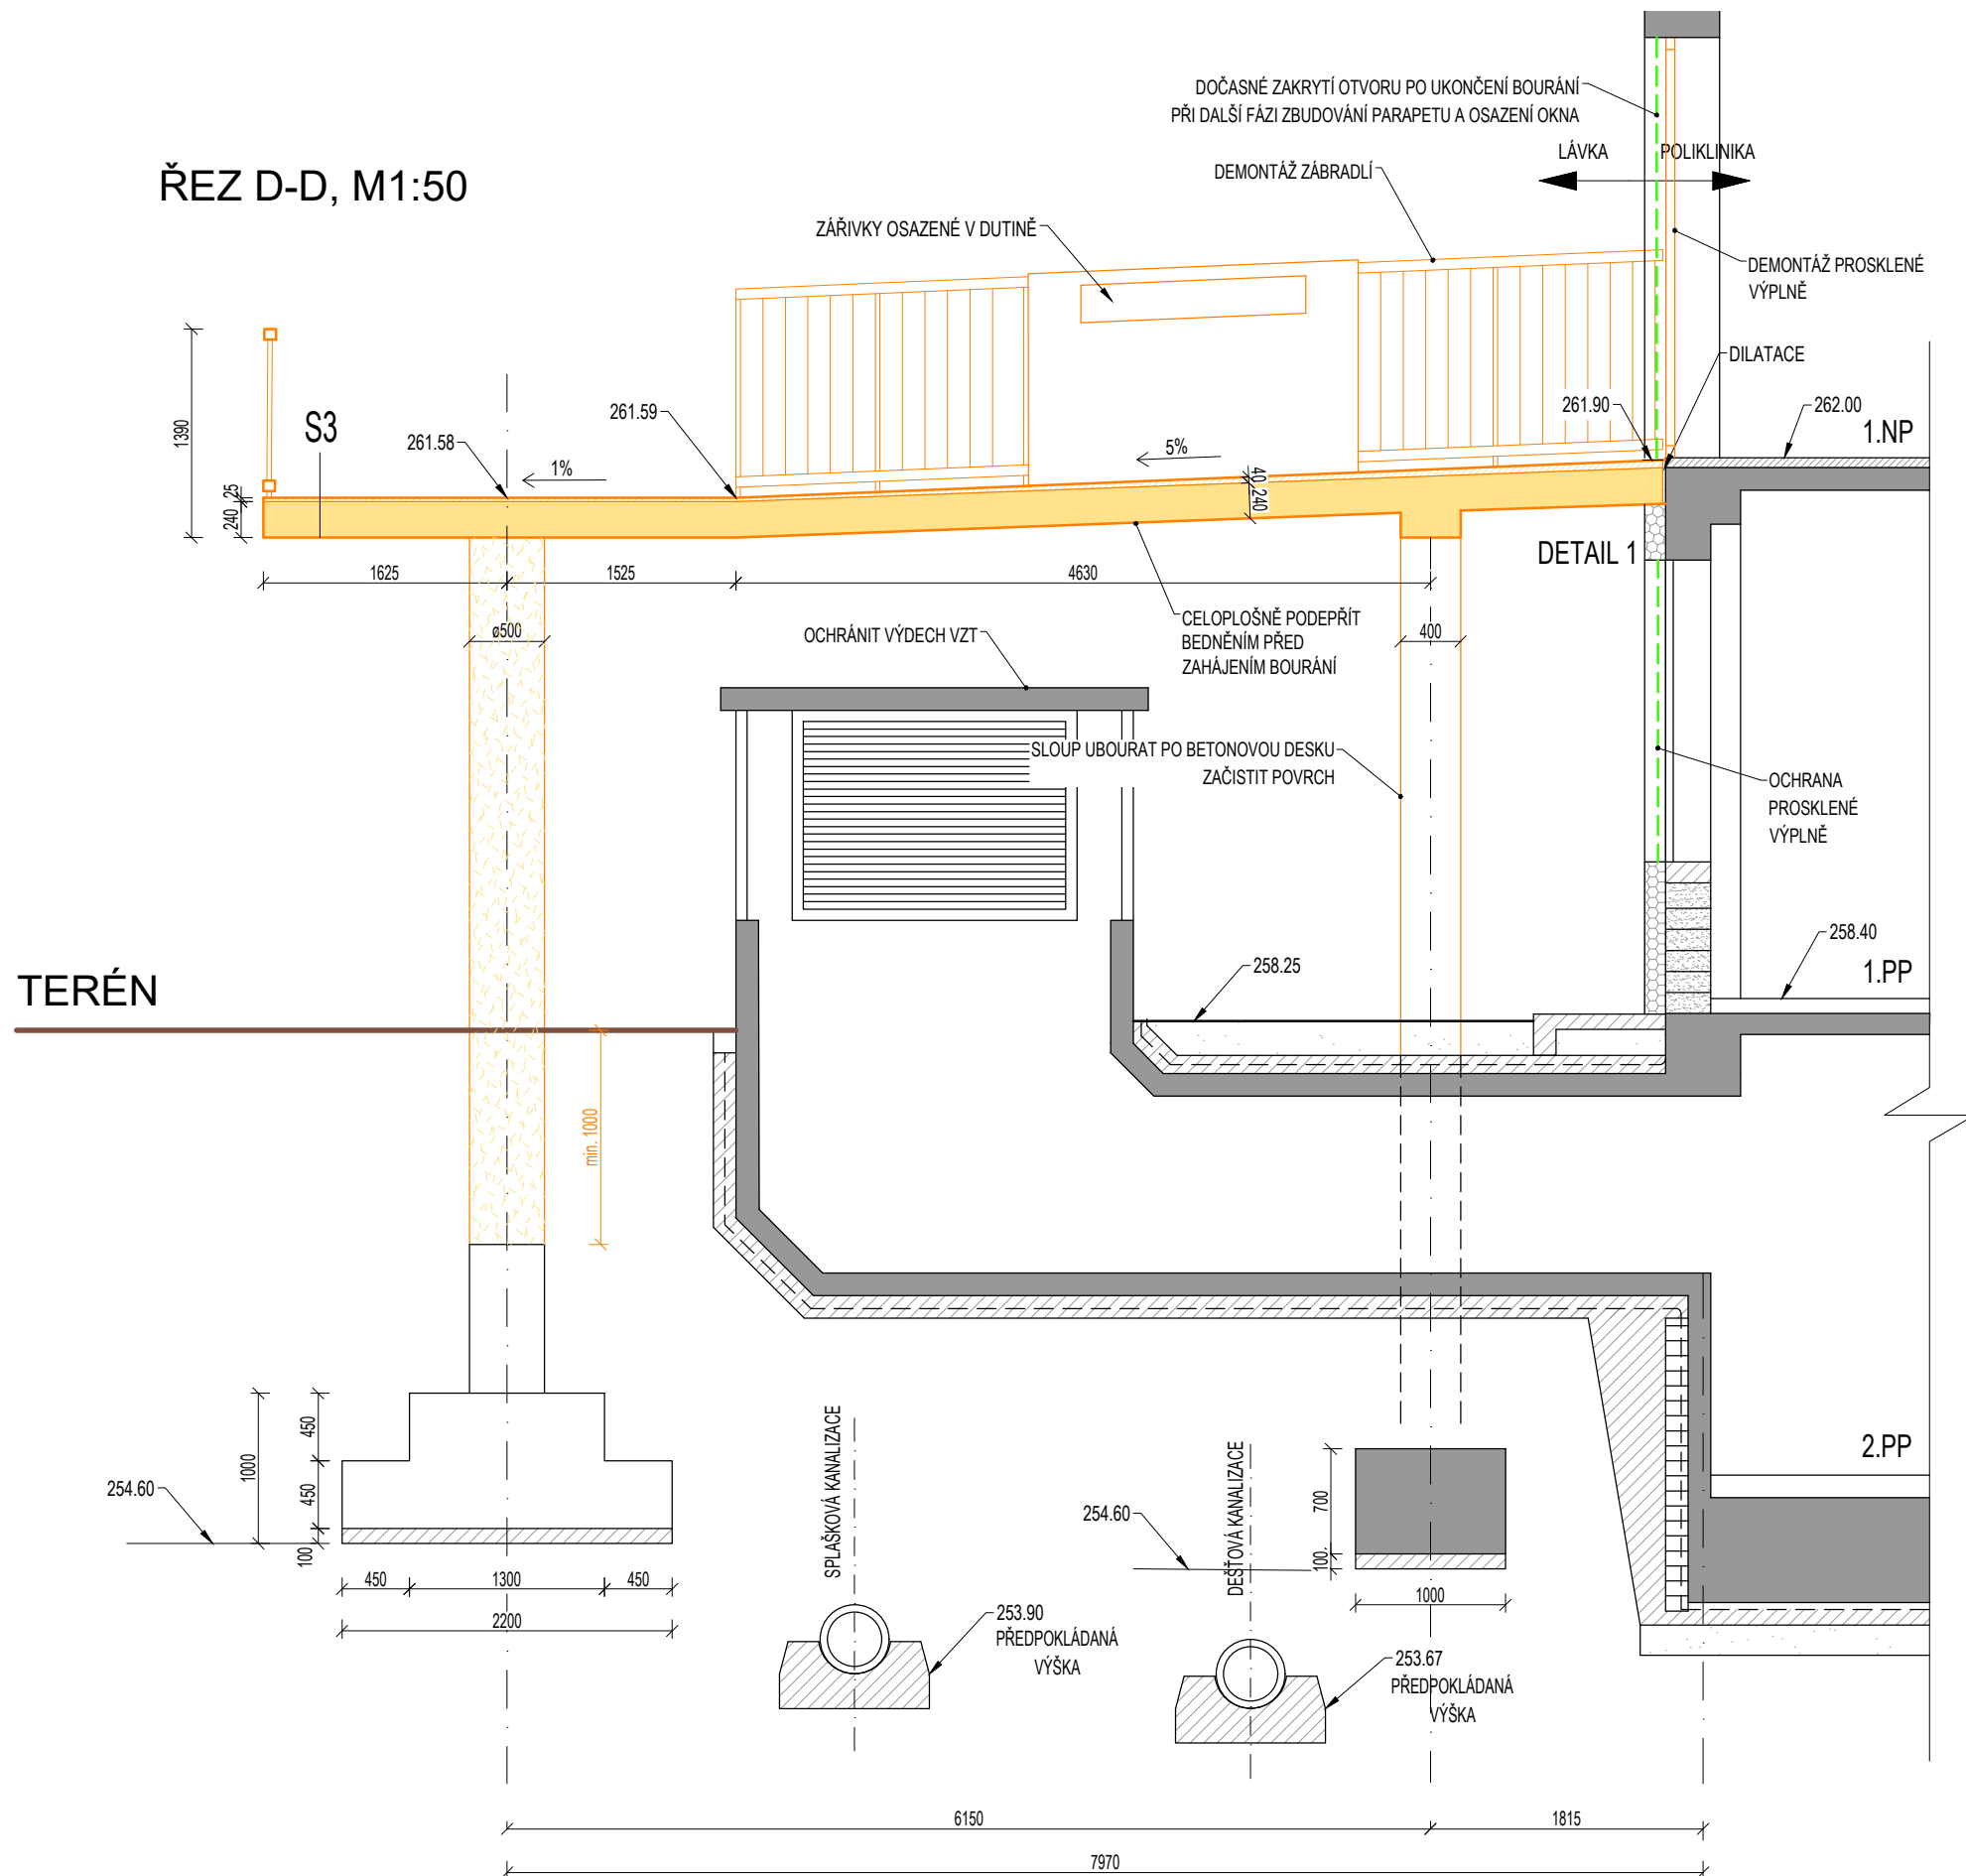 DOČASNÉ ZAKRYTÍ OTVORU PO UKONČENÍ BOURÁNÍ
PŘI DALŠÍ FÁZI ZBUDOVÁNÍ PARAPETU A OSAZENÍ OKNA
LÁVKA
POLIKLINIKA
ŘEZ D-D, M1:50
DEMONTÁŽ ZÁBRADLÍ
ZÁŘIVKY OSAZENÉ V DUTINĚ
DEMONTÁŽ PROSKLENÉ
VÝPLNĚ
DILATACE
1390
S3
261.58
261.59
261.90
262.00
1.NP
1%
5%
25
240
40
240
DETAIL 1
1625
1525
4630
ø500
400
CELOPLOŠNĚ PODEPŘÍT
BEDNĚNÍM PŘED
ZAHÁJENÍM BOURÁNÍ
OCHRÁNIT VÝDECH VZT
SLOUP UBOURAT PO BETONOVOU DESKU
ZAČISTIT POVRCH
OCHRANA
PROSKLENÉ
VÝPLNĚ
258.40
1.PP
258.25
TERÉN
min. 1000
450
1000
450
100
254.60
450
1300
450
2200
SPLAŠKOVÁ KANALIZACE
253.90
PŘEDPOKLÁDANÁ
VÝŠKA
DEŠŤOVÁ KANALIZACE
254.60
700
100
1000
253.67
PŘEDPOKLÁDANÁ
VÝŠKA
2.PP
6150
1815
7970